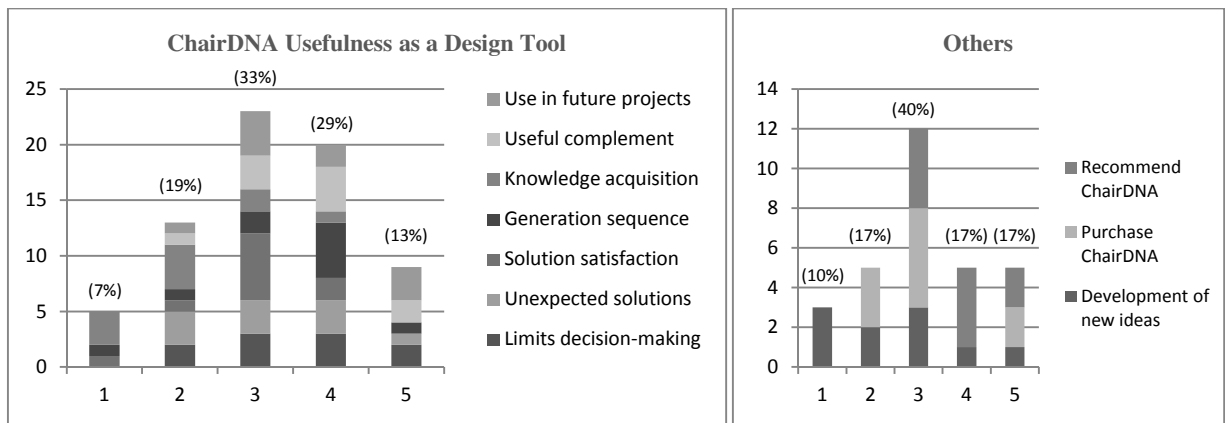 ChairDNA Usefulness as a Design Tool
25
20
15
10
5
0
(7%)
(19%)
(33%)
(29%)
(13%)
1 2 3 4 5
Use in future projects
Useful complement
Knowledge acquisition
Generation sequence
Solution satisfaction
Unexpected solutions
Limits decision-making
Others
14
12
10
8
6
4
2
0
(10%)
(17%)
(40%)
(17%)
(17%)
1 2 3 4 5
Recommend
ChairDNA
Purchase
ChairDNA
Development of
new ideas